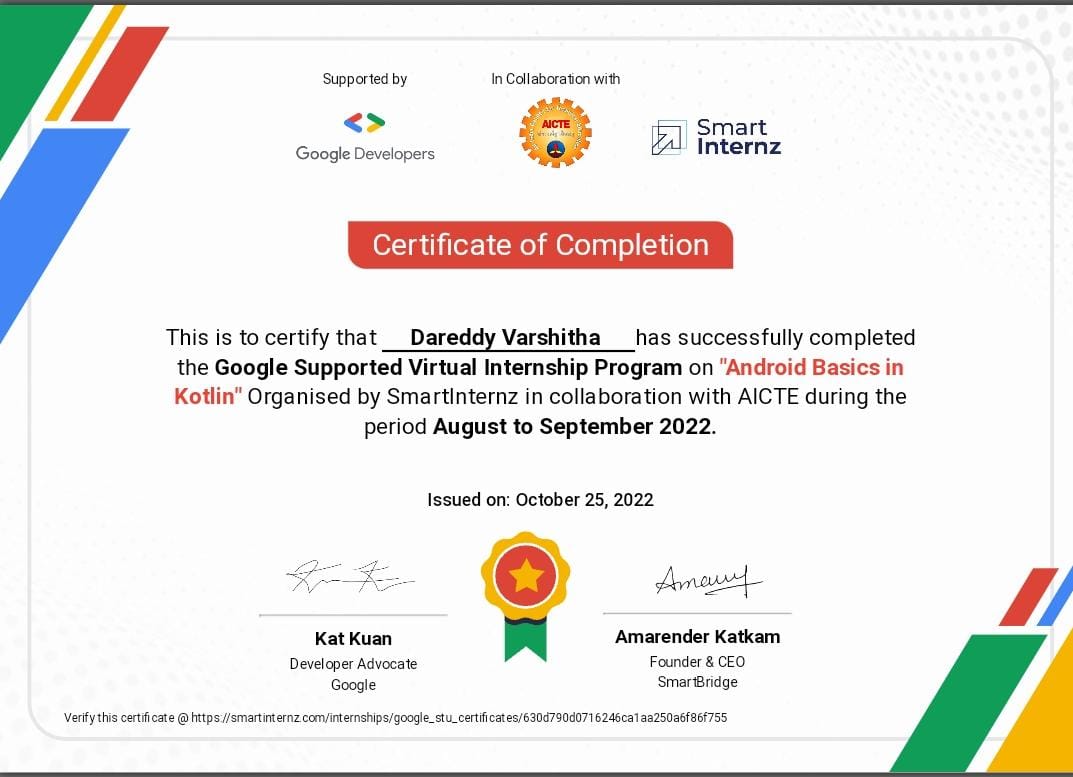 Supported by
In Collaboration with
Google Developers
AICTE
Smart
Internz
Certificate of Completion
This is to certify that Dareddy Varshitha has successfully completed
the Google Supported Virtual Internship Program on "Android Basics in
Kotlin" Organised by SmartInternz in collaboration with AICTE during the
period August to September 2022.
Issued on: October 25, 2022
Kat Kuan
Developer Advocate
Google
Amarender Katkam
Founder & CEO
SmartBridge
Verify this certificate @ https://smartinternz.com/internships/google_stu_certificates/630d790d0716246ca1aa250a6f86f755